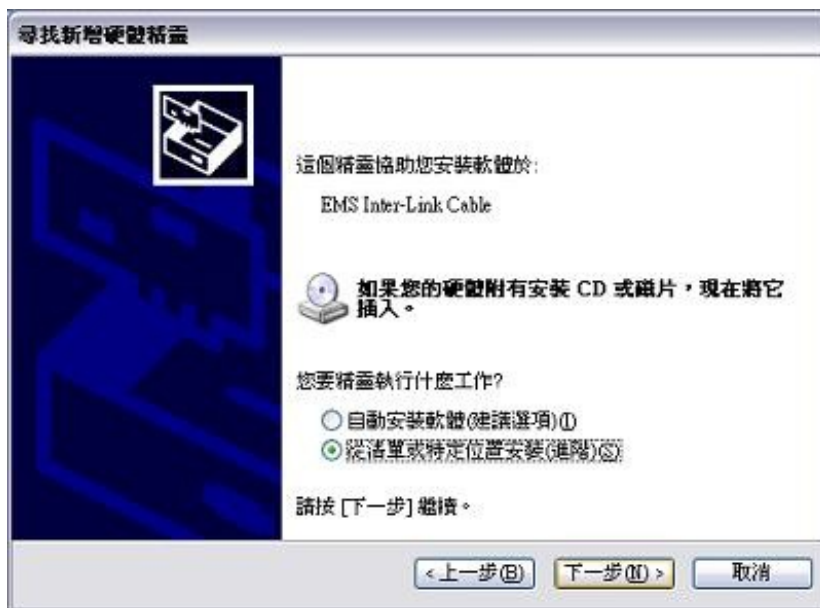 尋找新增硬體精靈
這個精靈協助您安裝軟體於:
EMS Inter-Link Cable
如果您的硬體附有安裝 CD 或磁片，現在將它
插入。
您要精靈執行什麼工作?
自動安裝軟體(建議選項)(I)
從清單或特定位置安裝(進階)(S)
請按 [下一步] 繼續。
<上一步(B)
下一步(N)>
取消